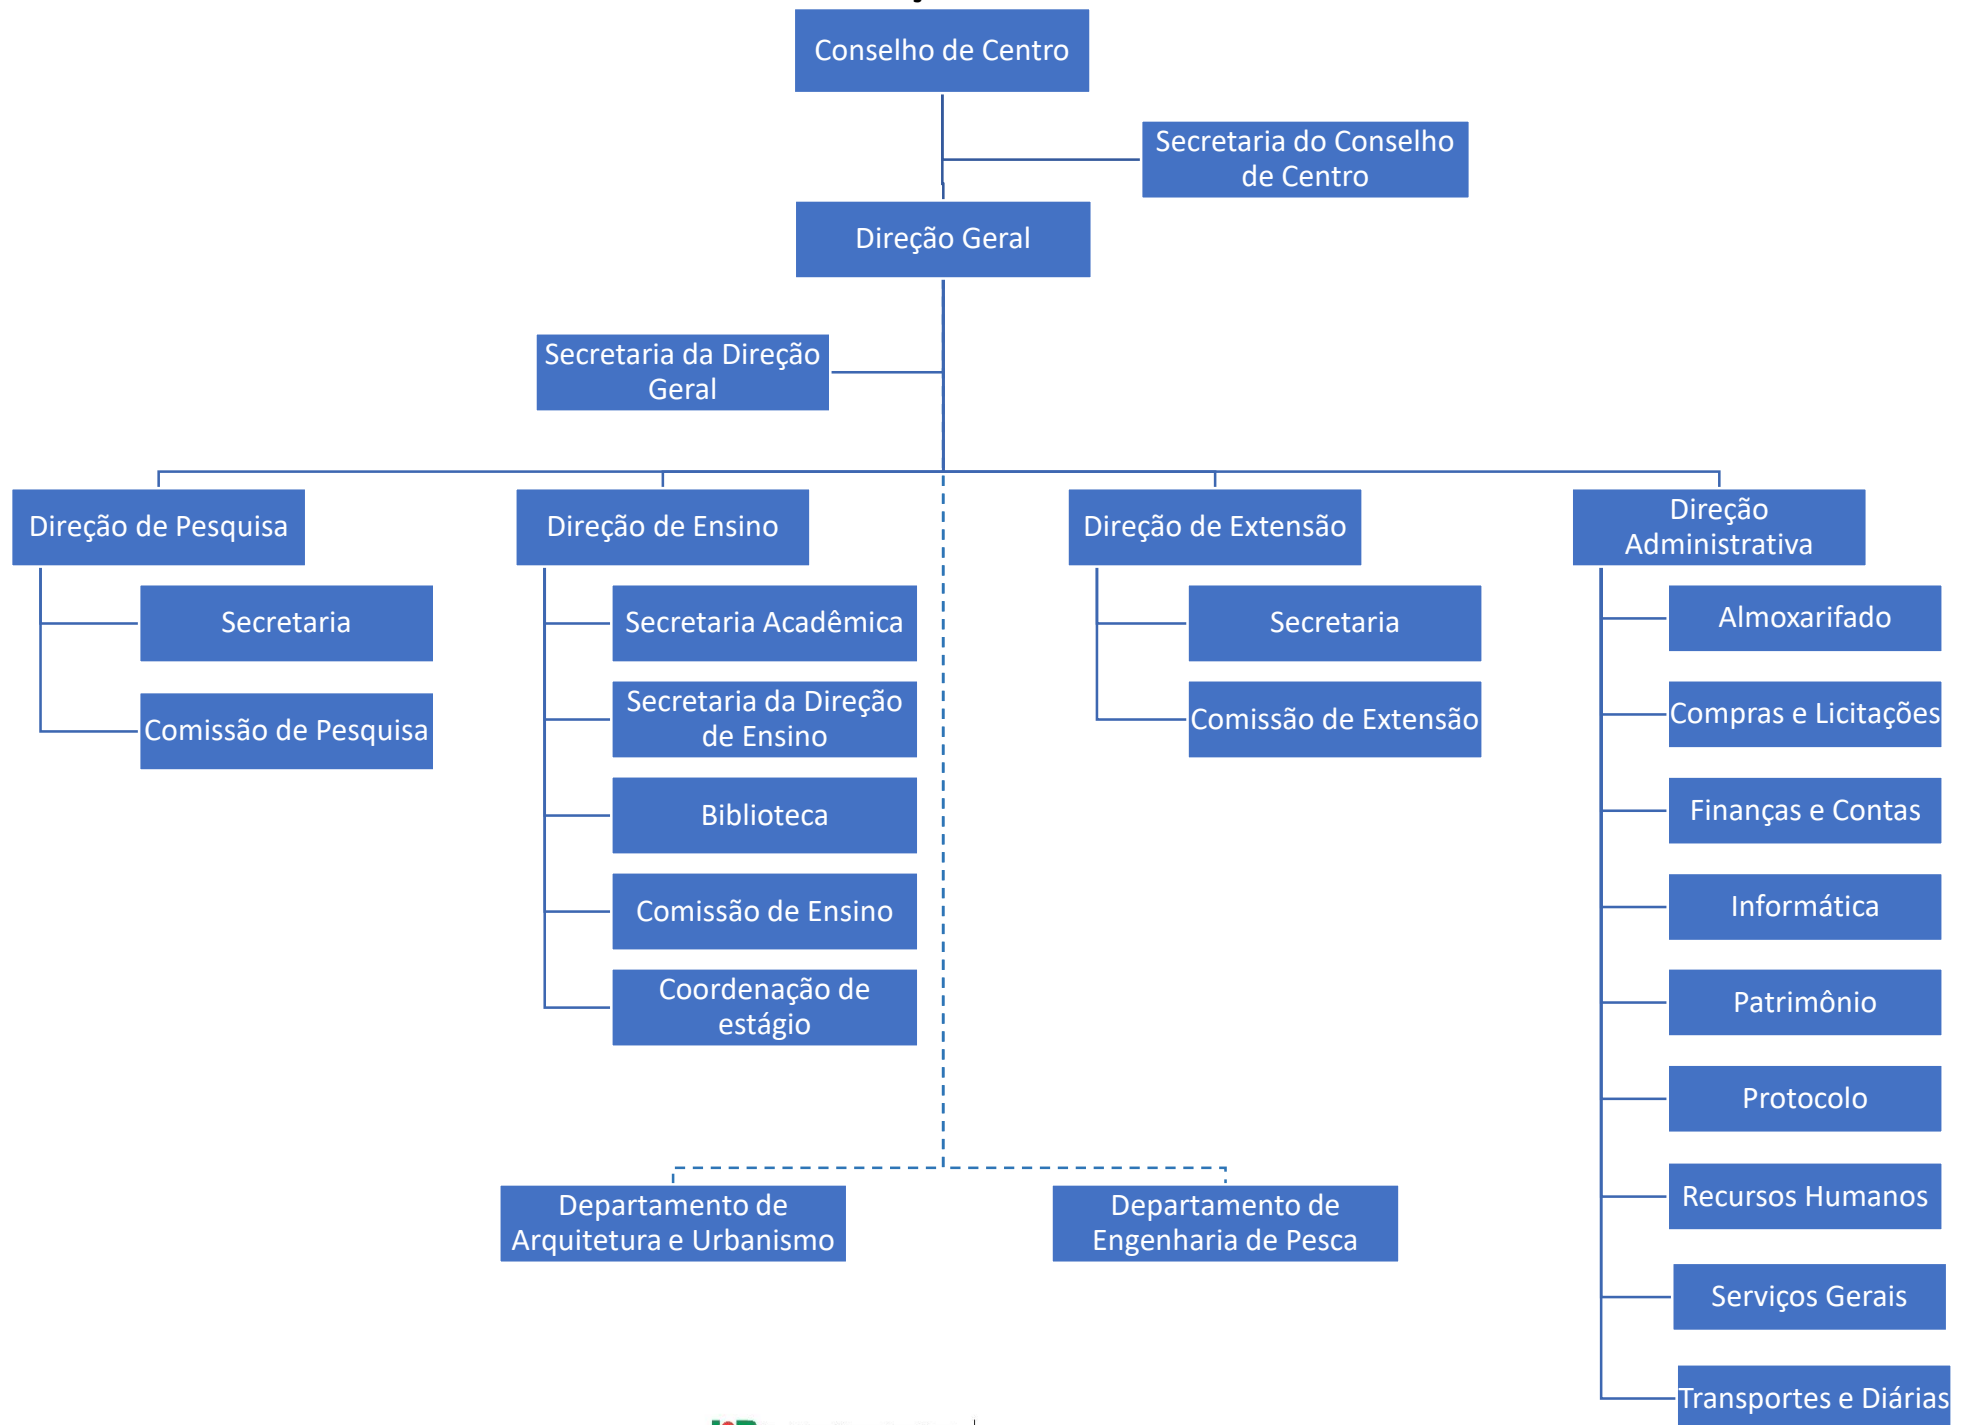 Conselho de Centro
Secretaria do Conselho
de Centro
Direção Geral
Secretaria da Direção
Geral
Direção de Pesquisa
Direção de Ensino
Direção de Extensão
Direção
Administrativa
Secretaria
Comissão de Pesquisa
Secretaria Acadêmica
Secretaria da Direção
de Ensino
Biblioteca
Comissão de Ensino
Coordenação de
estágio
Secretaria
Comissão de Extensão
Almoxarifado
Compras e Licitações
Finanças e Contas
Informática
Patrimônio
Protocolo
Recursos Humanos
Serviços Gerais
Transportes e Diárias
Departamento de
Arquitetura e Urbanismo
Departamento de
Engenharia de Pesca